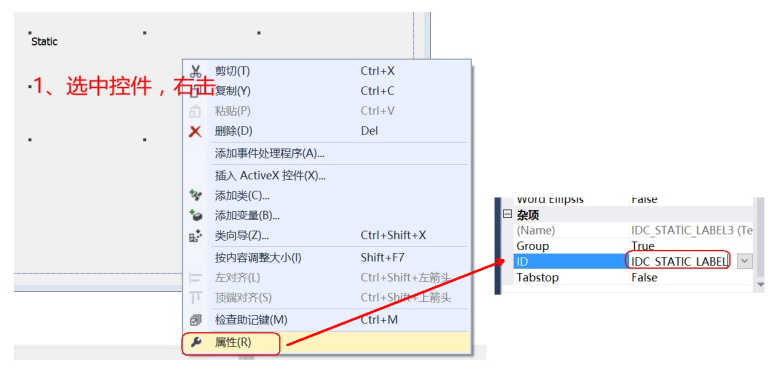 Static
1、选中控件，右击
剪切(T) Ctrl+X
复制(Y) Ctrl+C
粘贴(P) Ctrl+V
删除(D) Del
添加事件处理程序(A)...
插入 ActiveX 控件(X)...
添加类(C)...
添加变量(B)...
类向导(Z)... Ctrl+Shift+X
按内容调整大小(I) Shift+F7
左对齐(L) Ctrl+Shift+左箭头
顶端对齐(S) Ctrl+Shift+上箭头
检查助记键(M) Ctrl+M
属性(R)
Word Ellipsis False
杂项
(Name) IDC_STATIC_LABEL3 (Te
Group True
ID IDC_STATIC_LABEL
Tabstop False